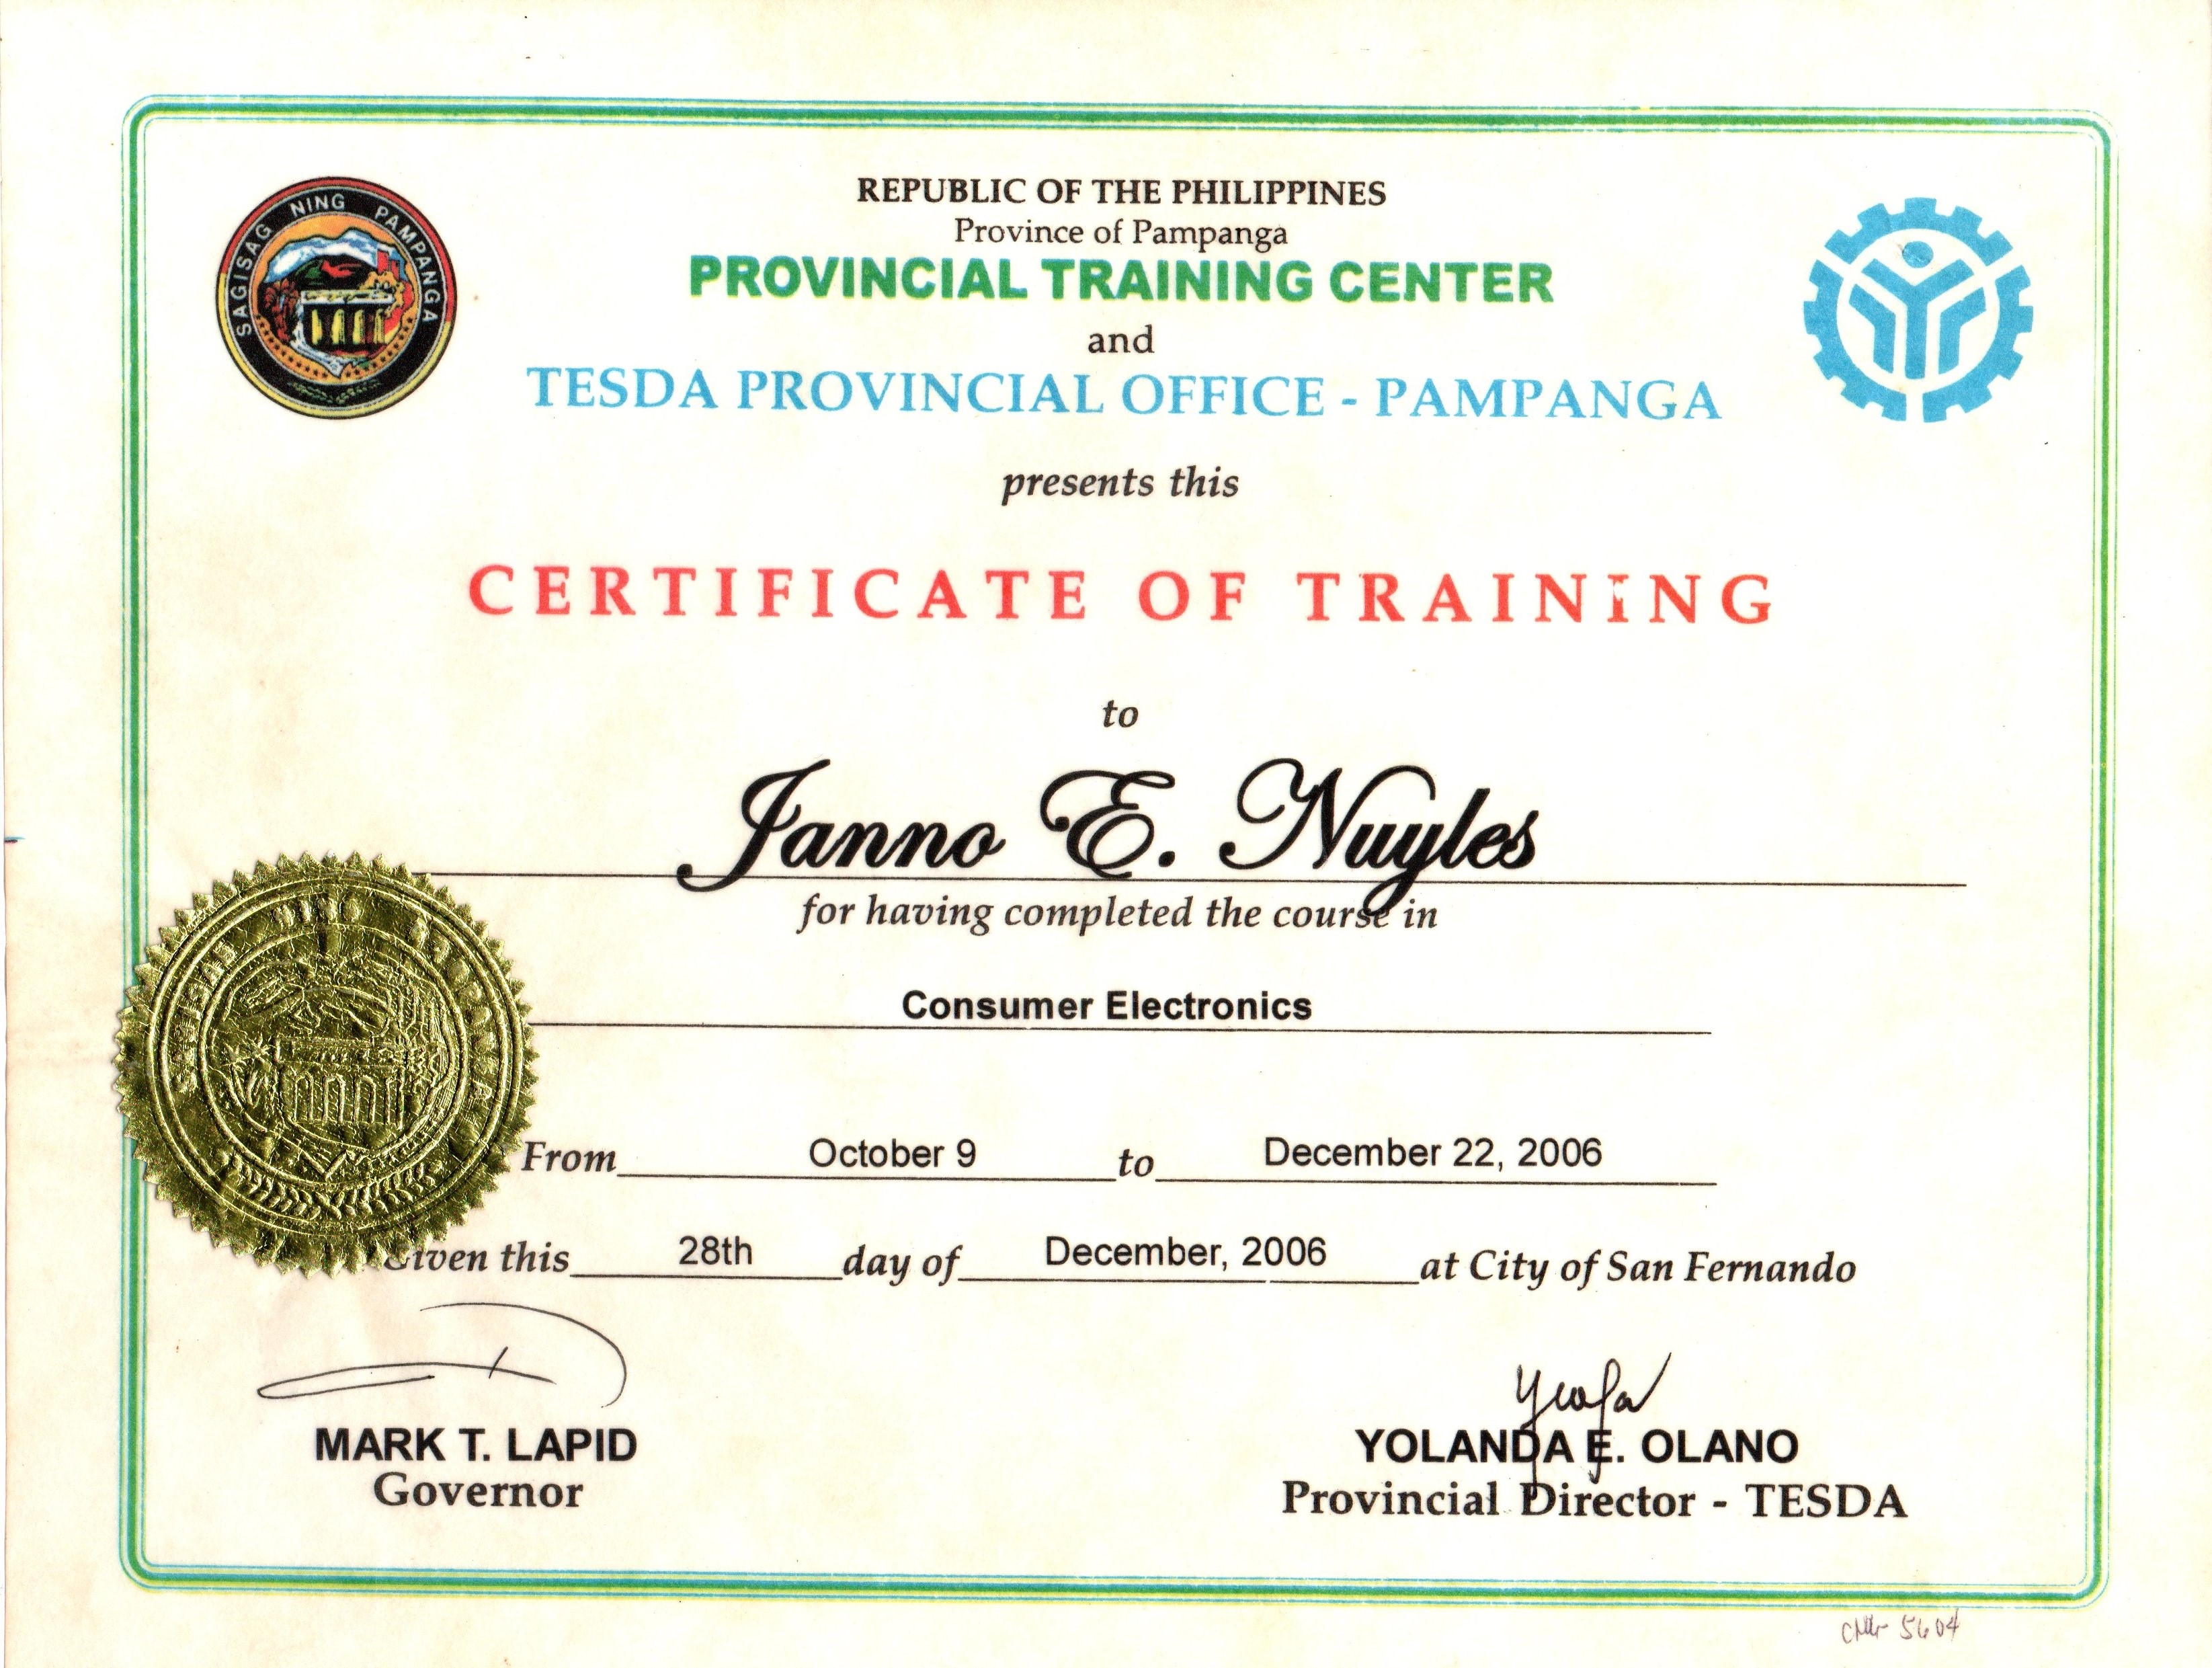 SAGISAG NING PAMPANGA
REPUBLIC OF THE PHILIPPINES
Province of Pampanga
PROVINCIAL TRAINING CENTER
and
TESDA PROVINCIAL OFFICE - PAMPANGA
presents this
CERTIFICATE OF TRAINING
to
Janno E. Nuyles
for having completed the course in
Consumer Electronics
From October 9 to December 22, 2006
Given this 28th day of December, 2006 at City of San Fernando
MARK T. LAPID
Governor
YOLANDA E. OLANO
Provincial Director - TESDA
5604